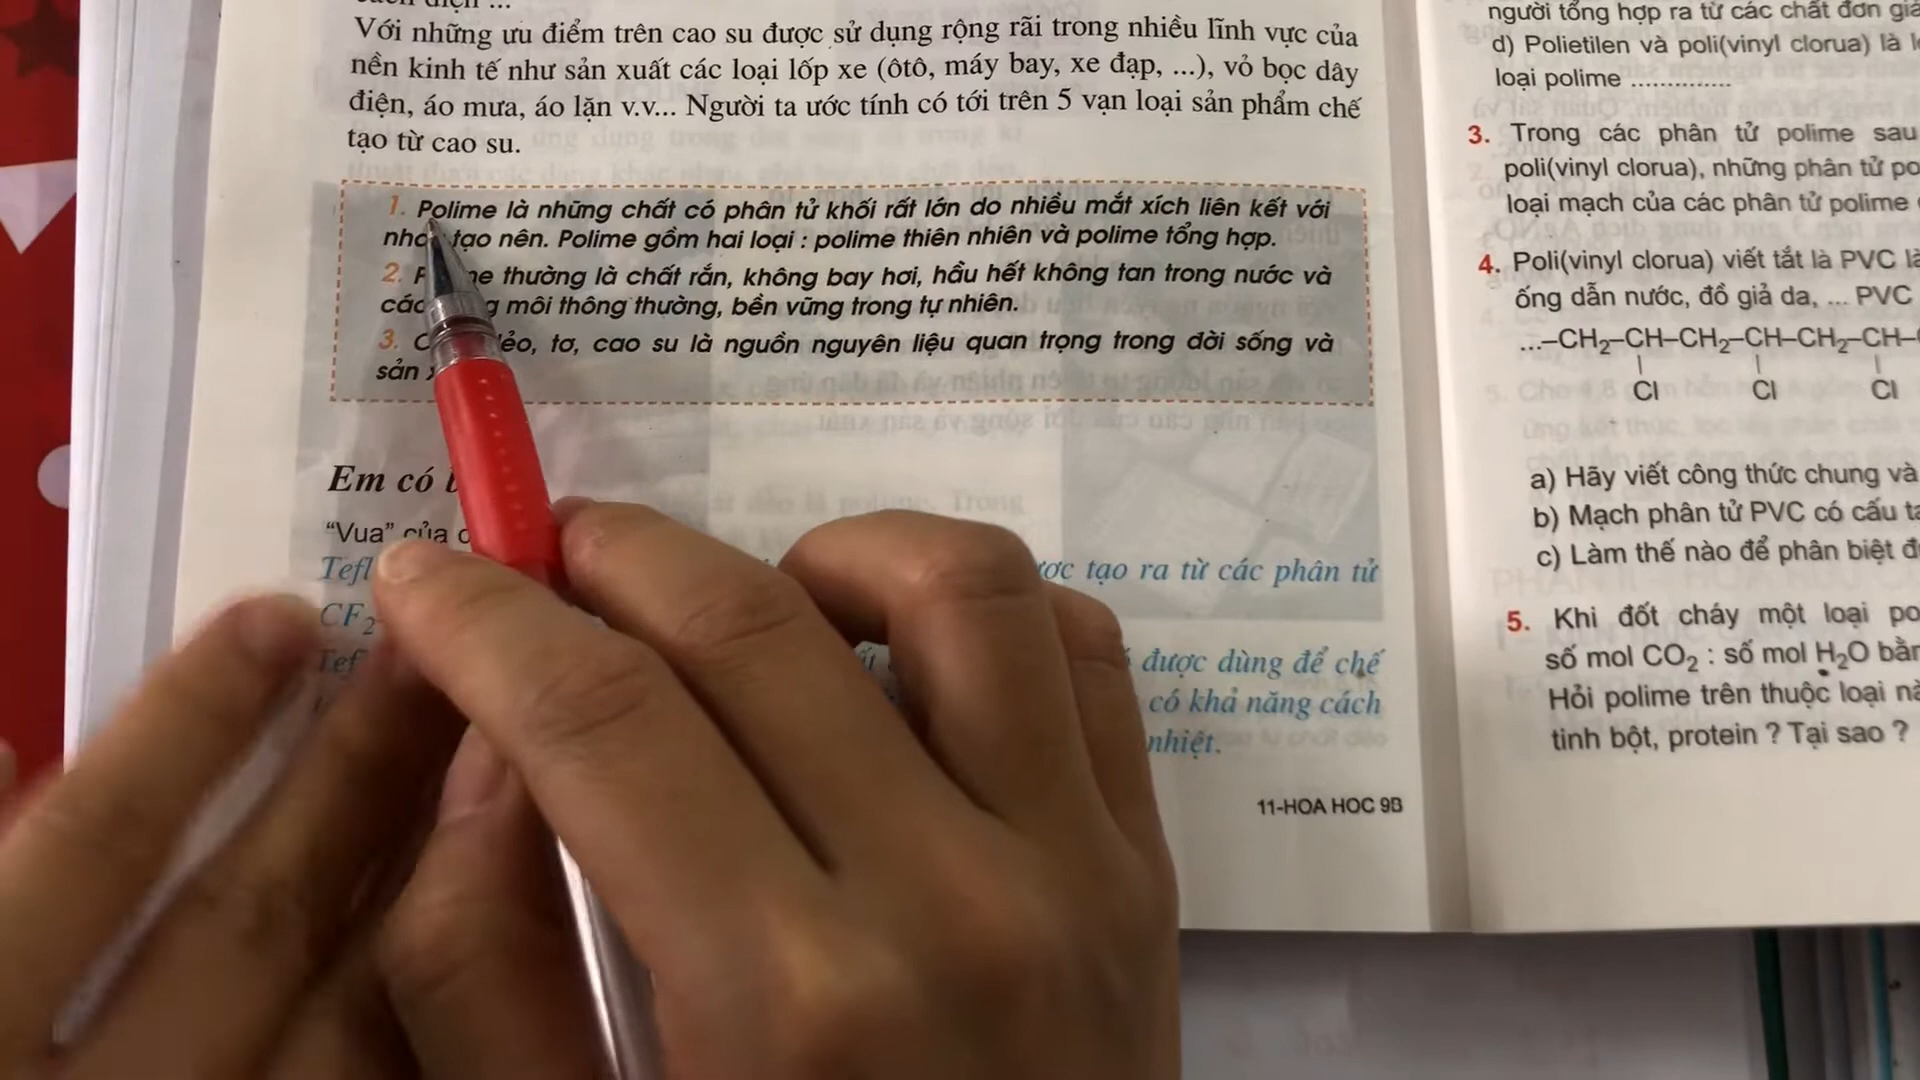 Với những ưu điểm trên cao su được sử dụng rộng rãi trong nhiều lĩnh vực của
nền kinh tế như sản xuất các loại lốp xe (ôtô, máy bay, xe đạp, ...), vỏ bọc dây
điện, áo mưa, áo lặn v.v... Người ta ước tính có tới trên 5 vạn loại sản phẩm chế
tạo từ cao su.
1. Polime là những chất có phân tử khối rất lớn do nhiều mắt xích liên kết với
tạo nên. Polime gồm hai loại : polime thiên nhiên và polime tổng hợp.
2. thường là chất rắn, không bay hơi, hầu hết không tan trong nước và
môi thông thường, bền vững trong tự nhiên.
3. tơ, cao su là nguồn nguyên liệu quan trọng trong đời sống và
sản
Em có
“Vua” của
tạo ra từ các phân tử
CF2
được dùng để chế
có khả năng cách
nhiệt.
11-HOA HOC 9B
người tổng hợp ra từ các chất đơn
d) Polietilen và poli(vinyl clorua) là
loại polime ..............
3. Trong các phân tử polime sau
poli(vinyl clorua), những phân tử
loại mạch của các phân tử polime
4. Poli(vinyl clorua) viết tắt là PVC
ống dẫn nước, đồ giả da, ... PVC
...–CH2–CH–CH2–CH–CH2–CH–
Cl Cl Cl
a) Hãy viết công thức chung và
b) Mạch phân tử PVC có cấu
c) Làm thế nào để phân biệt
5. Khi đốt cháy một loại
số mol CO2 : số mol H2O
Hỏi polime trên thuộc loại
tinh bột, protein ? Tại sao ?